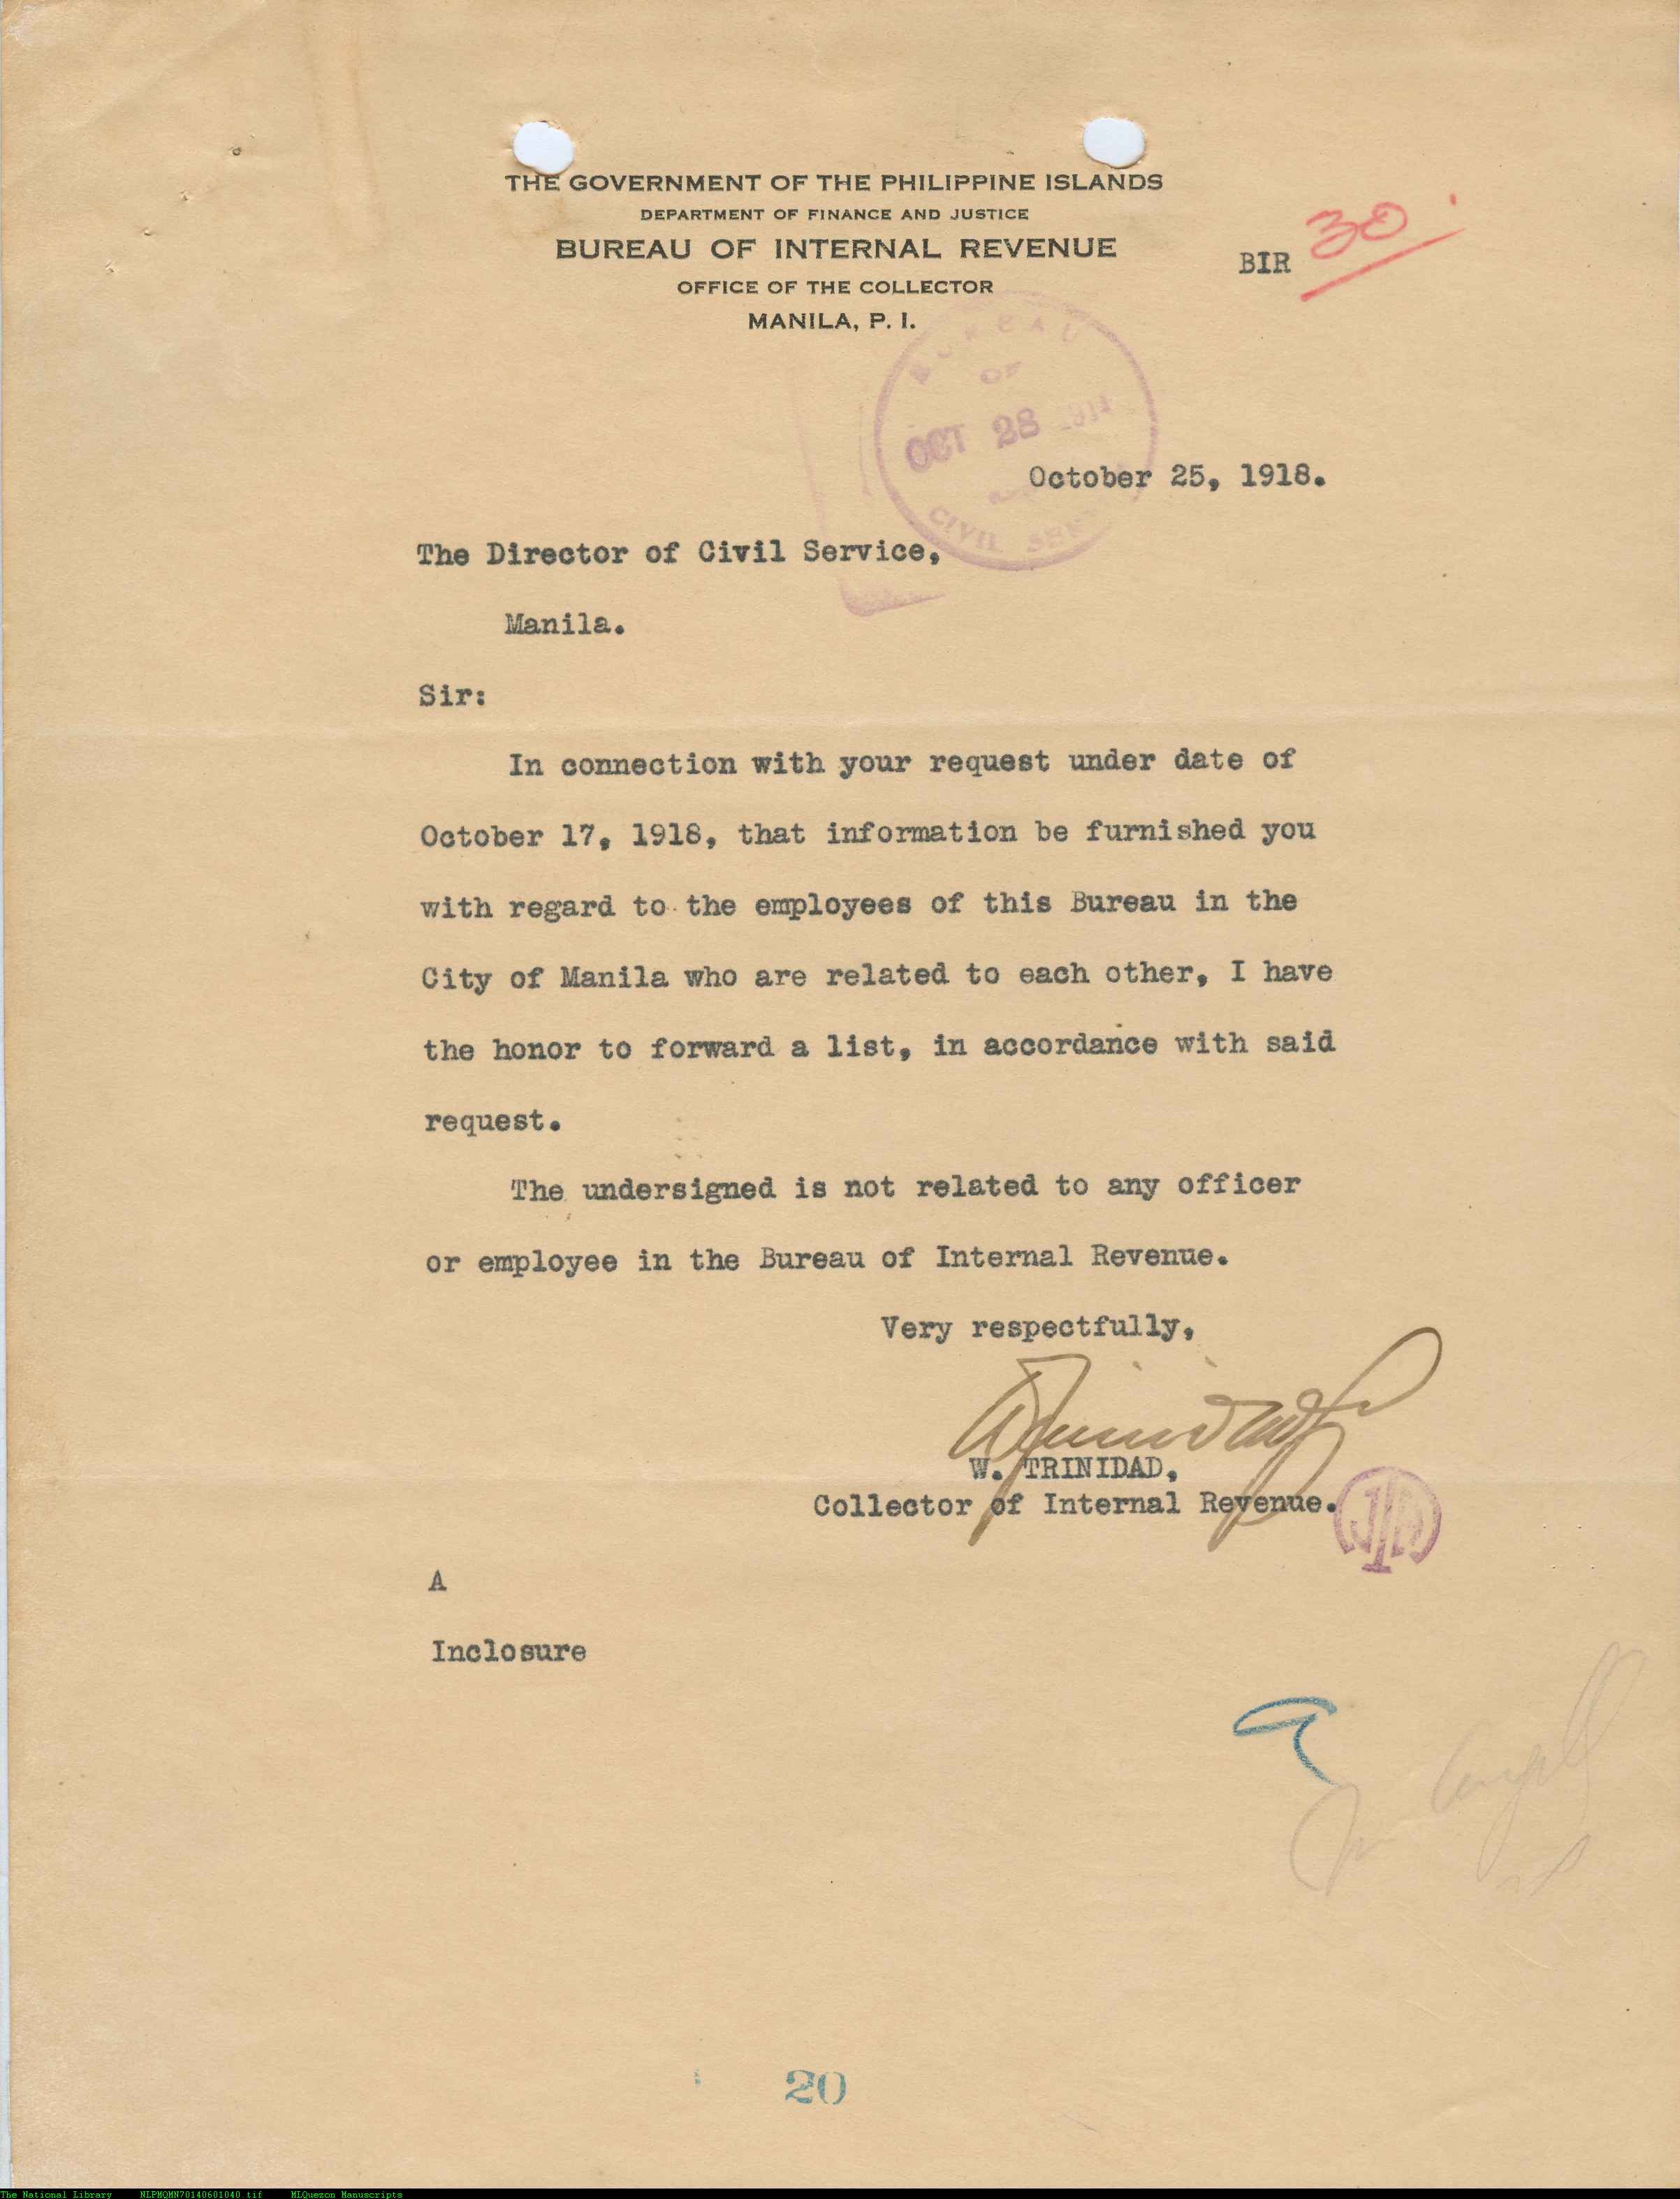 THE GOVERNMENT OF THE PHILIPPINE ISLANDS
DEPARTMENT OF FINANCE AND JUSTICE
BUREAU OF INTERNAL REVENUE
OFFICE OF THE COLLECTOR
MANILA, P. I.
BIR 30
BUREAU
OF
OCT 28
CIVIL
October 25, 1918.
The Director of Civil Service,
Manila.
Sir:
In connection with your request under date of
October 17, 1918, that information be furnished you
with regard to the employees of this Bureau in the
City of Manila who are related to each other, I have
the honor to forward a list, in accordance with said
request.
The undersigned is not related to any officer
or employee in the Bureau of Internal Revenue.
Very respectfully,
W. TRINIDAD,
Collector of Internal Revenue.
A
Inclosure
20
The National Library NLPMQMN70140601040.tif MLQuezon Manuscripts